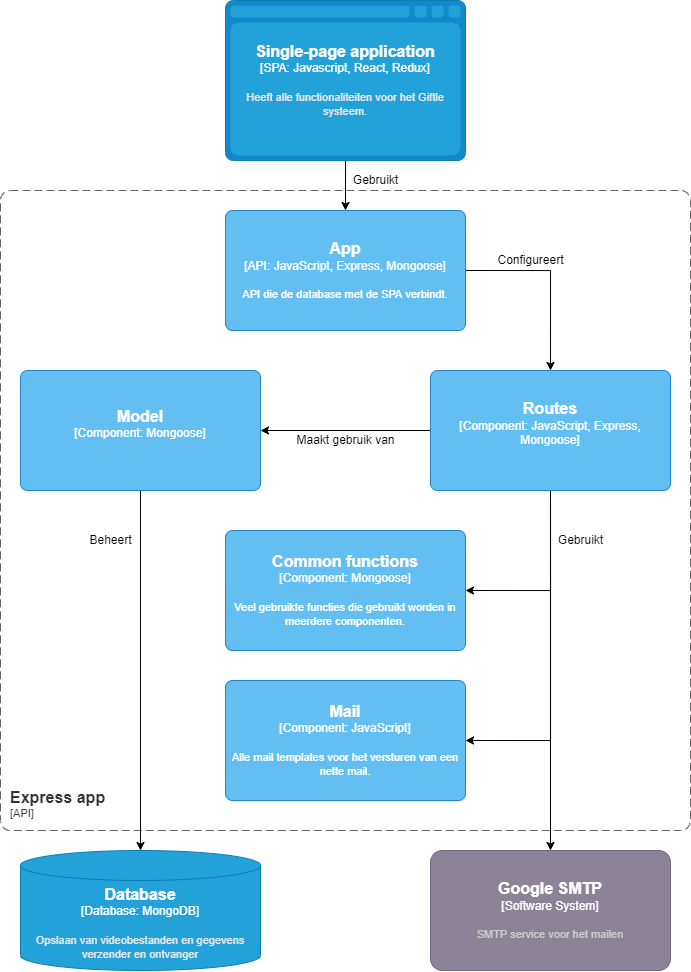 Single-page application
[SPA: Javascript, React, Redux]
Heeft alle functionaliteiten voor het Giftle
systeem.
Gebruikt
App
[API: JavaScript, Express, Mongoose]
API die de database met de SPA verbindt.
Configureert
Model
[Component: Mongoose]
Routes
[Component: JavaScript, Express,
Mongoose]
Maakt gebruik van
Beheert
Gebruikt
Common functions
[Component: Mongoose]
Veel gebruikte functies die gebruikt worden in
meerdere componenten.
Mail
[Component: JavaScript]
Alle mail templates voor het versturen van een
nette mail.
Express app
[API]
Database
[Database: MongoDB]
Opslaan van videobestanden en gegevens
verzender en ontvanger
Google SMTP
[Software System]
SMTP service voor het mailen